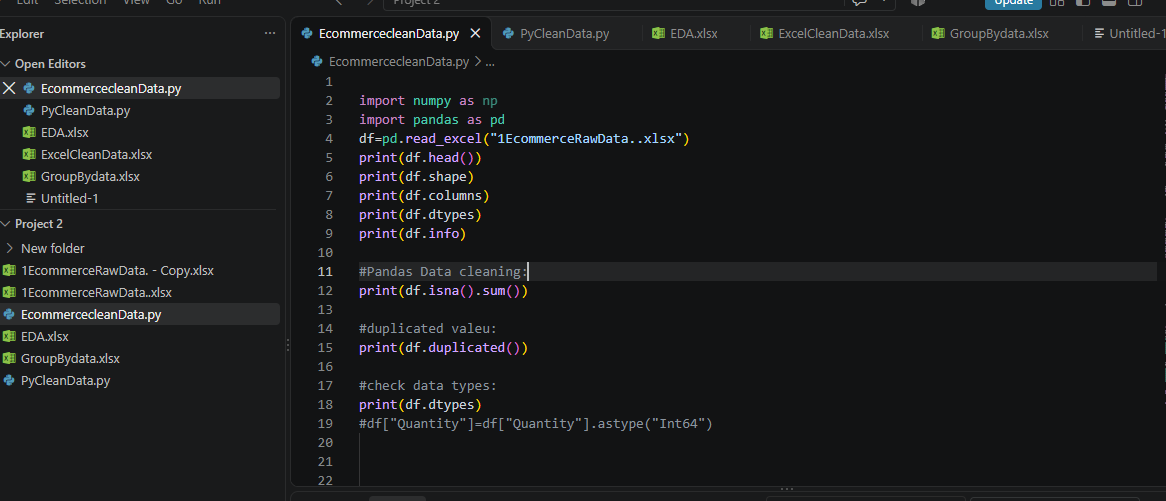 Edit Selection View Go Run
Project 2
Update
Explorer
EcommercecleanData.py
PyCleanData.py
EDA.xlsx
ExcelCleanData.xlsx
GroupBydata.xlsx
Untitled-1
Open Editors
EcommercecleanData.py
PyCleanData.py
EDA.xlsx
ExcelCleanData.xlsx
GroupBydata.xlsx
Untitled-1
Project 2
New folder
1EcommerceRawData. - Copy.xlsx
1EcommerceRawData..xlsx
EcommercecleanData.py
EDA.xlsx
GroupBydata.xlsx
PyCleanData.py
EcommercecleanData.py > ...
1
2 import numpy as np
3 import pandas as pd
4 df=pd.read_excel("1EcommerceRawData..xlsx")
5 print(df.head())
6 print(df.shape)
7 print(df.columns)
8 print(df.dtypes)
9 print(df.info)
10
11 #Pandas Data cleaning:
12 print(df.isna().sum())
13
14 #duplicated valeu:
15 print(df.duplicated())
16
17 #check data types:
18 print(df.dtypes)
19 #df["Quantity"]=df["Quantity"].astype("Int64")
20
21
22